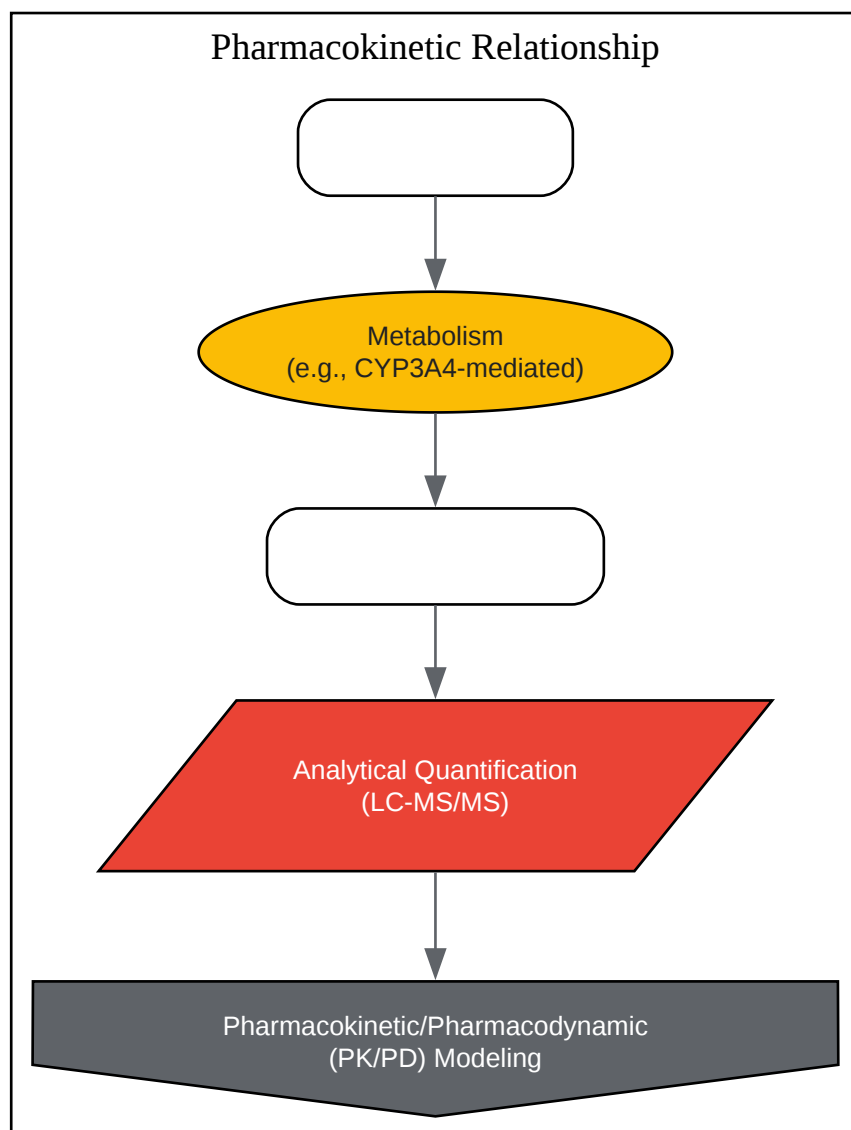 Pharmacokinetic Relationship
Metabolism
(e.g., CYP3A4-mediated)
Analytical Quantification
(LC-MS/MS)
Pharmacokinetic/Pharmacodynamic
(PK/PD) Modeling